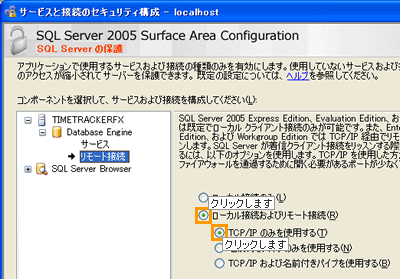 サービスと接続のセキュリティ構成 - localhost
SQL Server 2005 Surface Area Configuration
SQL Server の保護
アプリケーションで使用するサービスおよび接続の種類のみを有効にします。使用していないサービスおよび
のアクセスが縮小されてサーバーを保護できます。既定の設定については、ヘルプを参照してください。
コンポーネントを選択して、サービスおよび接続を構成してください(L):
TIMETRACKERFX
Database Engine
サービス
リモート接続
SQL Server Browser
SQL Server 2005 Express Edition, Evaluation Edition, およ
は既定でローカル クライアント接続のみが可能です。また、Enter
Edition, および Workgroup Edition では TCP/IP 経由でリモー
ンします。SQL Server が着信クライアント接続をリッスンする際
るには、以下のオプションを使用します。TCP/IP を使用した方
ファイアウォールを通過するために開く必要があるポートが少なく
(L)
クリックします
ローカル接続およびリモート接続(R)
TCP/IP のみを使用する(T)
クリックします
のみを使用する(N)
TCP/IP および名前付きパイプを使用する(B)